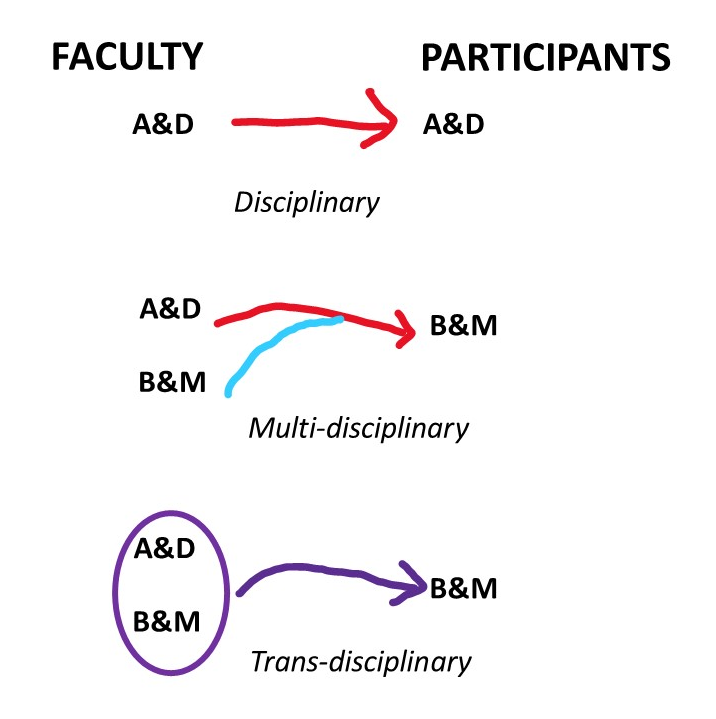 FACULTY PARTICIPANTS
A&D A&D
Disciplinary
A&D
B&M
B&M
Multi-disciplinary
A&D
B&M
B&M
Trans-disciplinary